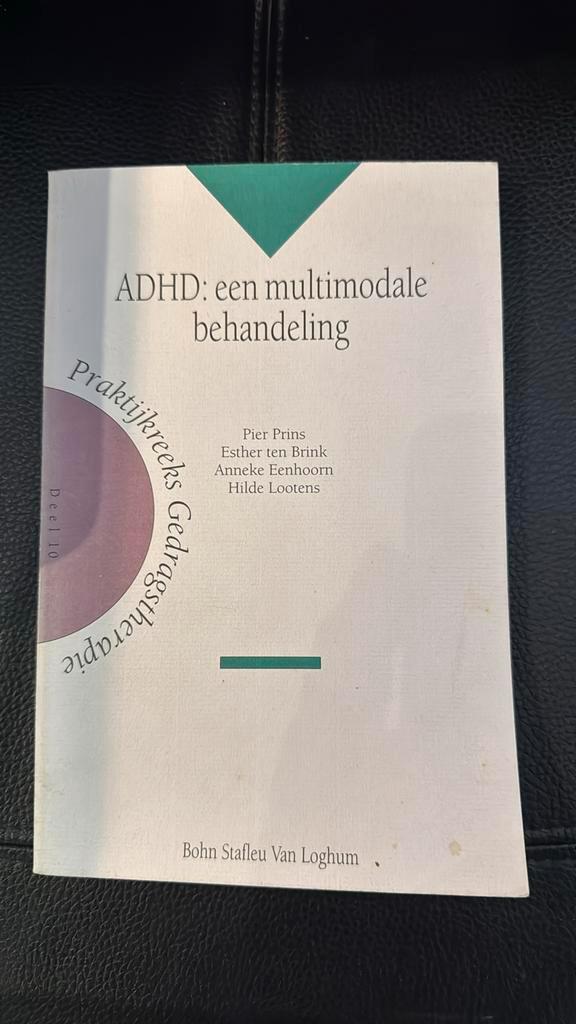 ADHD: een multimodale
behandeling
Praktijkreeks Gedragstherapie
Deel 10
Pier Prins
Esther ten Brink
Anneke Eenhoorn
Hilde Lootens
Bohn Stafleu Van Loghum